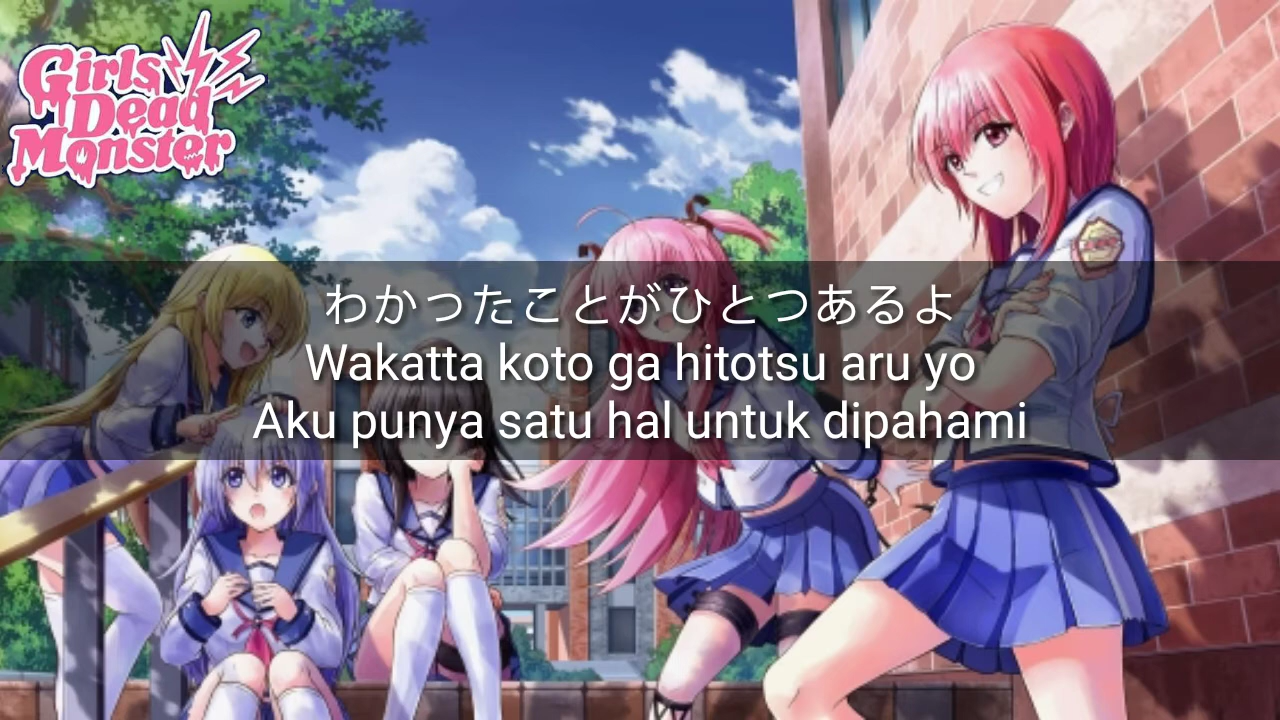 Girls
Dead
Monster
わかったことがひとつあるよ
Wakatta koto ga hitotsu aru yo
Aku punya satu hal untuk dipahami